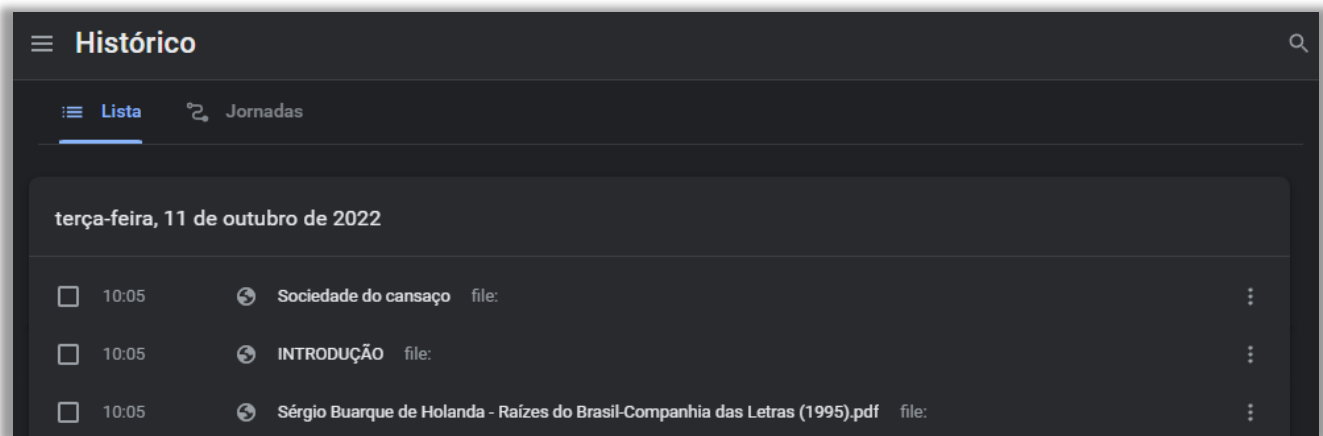 Histórico
Lista Jornadas
terça-feira, 11 de outubro de 2022
10:05 Sociedade do cansaço file:
10:05 INTRODUÇÃO file:
10:05 Sérgio Buarque de Holanda - Raízes do Brasil-Companhia das Letras (1995).pdf file: